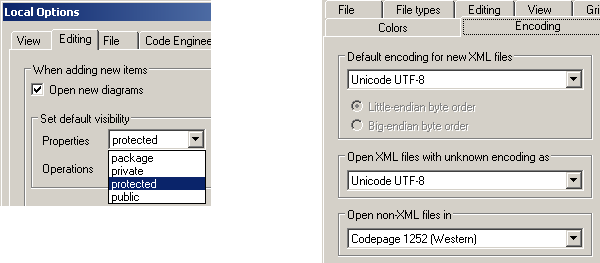 Local Options
View Editing File Code Enginee
When adding new items
Open new diagrams
Set default visibility
Properties protected
package
private
Operations protected
public
File File types Editing View Gri
Colors Encoding
Default encoding for new XML files
Unicode UTF-8
Little-endian byte order
Big-endian byte order
Open XML files with unknown encoding as
Unicode UTF-8
Open non-XML files in
Codepage 1252 (Western)